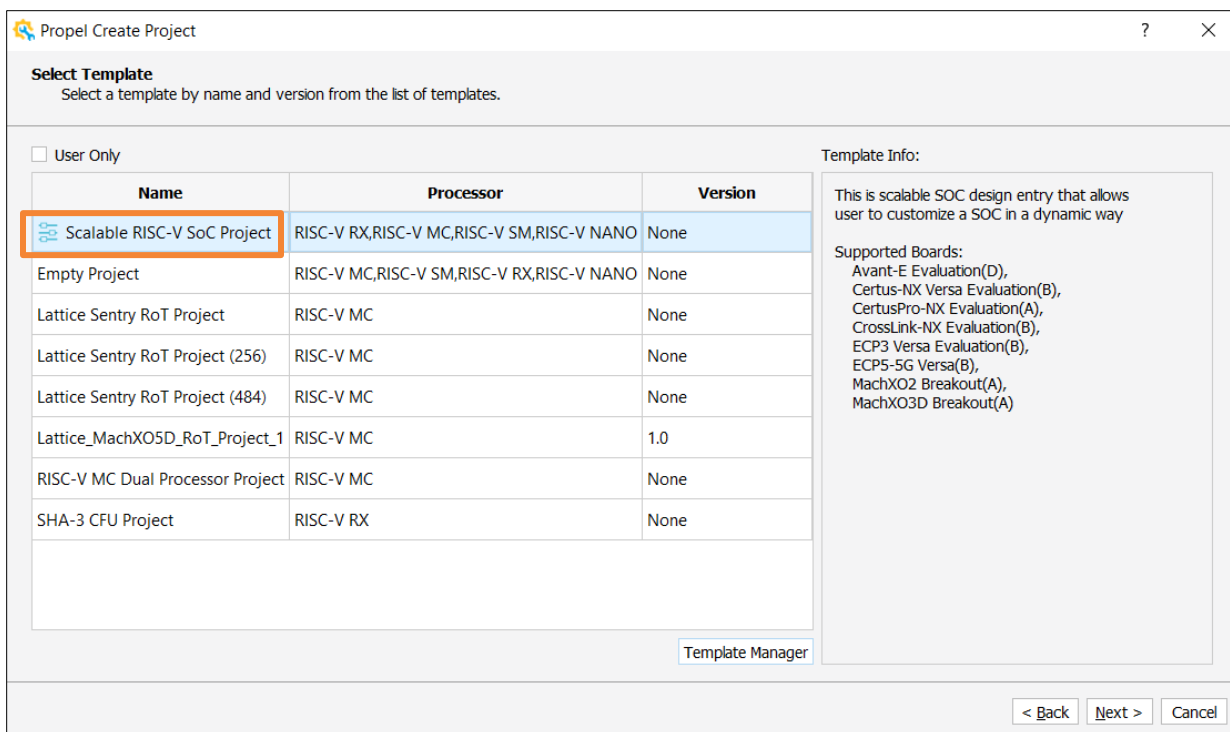 Propel Create Project
?
Select Template
Select a template by name and version from the list of templates.
User Only
Name Processor Version
Scalable RISC-V SoC Project RISC-V RX,RISC-V MC,RISC-V SM,RISC-V NANO None
Empty Project RISC-V MC,RISC-V SM,RISC-V RX,RISC-V NANO None
Lattice Sentry RoT Project RISC-V MC None
Lattice Sentry RoT Project (256) RISC-V MC None
Lattice Sentry RoT Project (484) RISC-V MC None
Lattice_MachXO5D_RoT_Project_1 RISC-V MC 1.0
RISC-V MC Dual Processor Project RISC-V MC None
SHA-3 CFU Project RISC-V RX None
Template Manager
Template Info:
This is scalable SOC design entry that allows
user to customize a SOC in a dynamic way
Supported Boards:
Avant-E Evaluation(D),
Certus-NX Versa Evaluation(B),
CertusPro-NX Evaluation(A),
CrossLink-NX Evaluation(B),
ECP3 Versa Evaluation(B),
ECP5-5G Versa(B),
MachXO2 Breakout(A),
MachXO3D Breakout(A)
< Back Next > Cancel